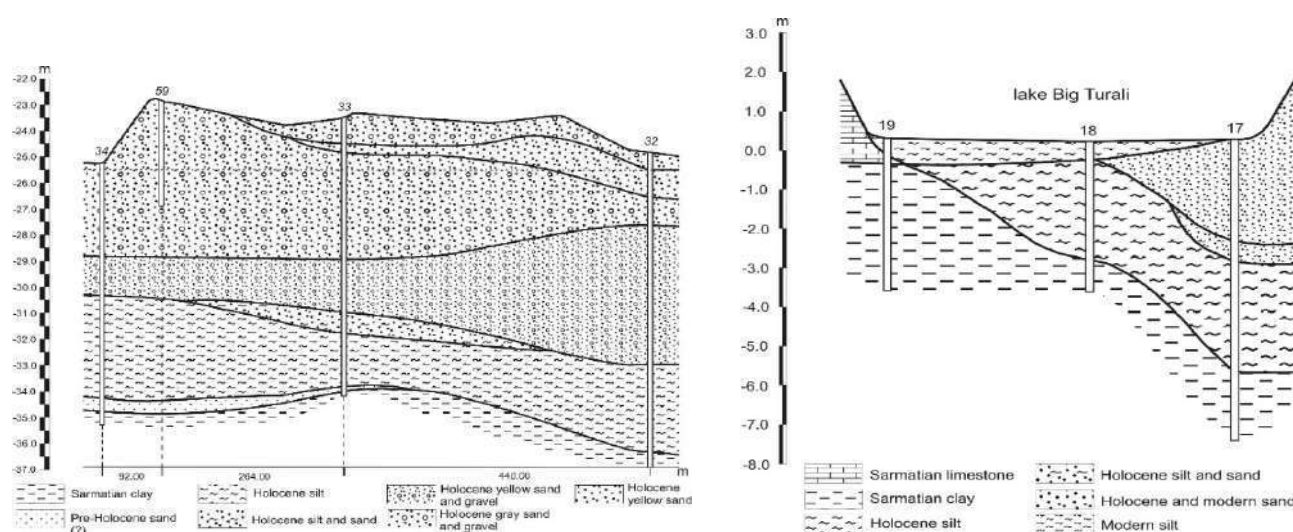 m
-22.0
-23.0
-24.0
-25.0
-26.0
-27.0
-28.0
-29.0
-30.0
-31.0
-32.0
-33.0
-34.0
-35.0
-36.0
-37.0
34
59
33
32
92.00
264.00
440.00
m
Sarmatian clay
Pre-Holocene sand
(?)
Holocene silt
Holocene silt and sand
Holocene yellow sand
and gravel
Holocene gray sand
and gravel
Holocene
yellow sand
m
3.0
2.0
1.0
0.0
-1.0
-2.0
-3.0
-4.0
-5.0
-6.0
-7.0
-8.0
lake Big Turali
19
18
17
Sarmatian limestone
Sarmatian clay
Holocene silt
Holocene silt and sand
Holocene and modern sand
Modern silt